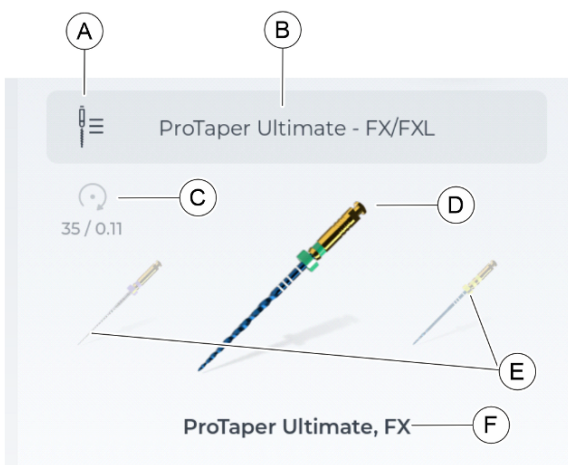 A
B
ProTaper Ultimate - FX/FXL
C
35 / 0.11
D
E
ProTaper Ultimate, FX
F